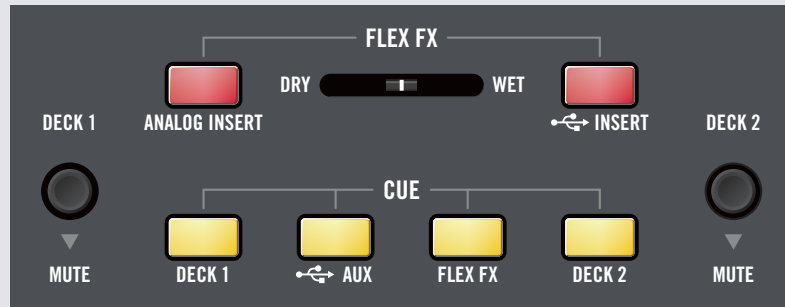 FLEX FX
DRY WET
DECK 1 ANALOG INSERT INSERT DECK 2
CUE
MUTE DECK 1 AUX FLEX FX DECK 2 MUTE